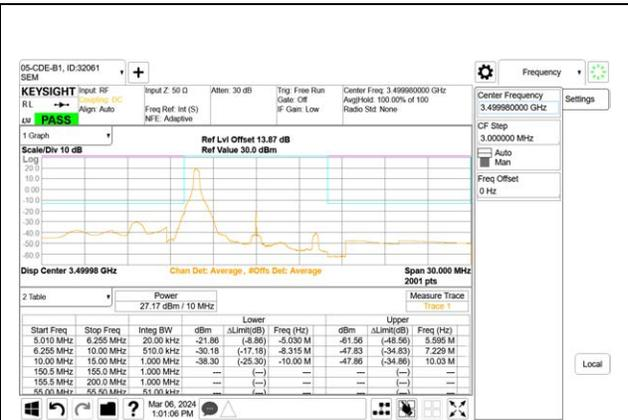 05-CDE-B1, ID:32061
SEM
Frequency
KEYSIGHT Input: RF Input Z: 50 Ω Atten: 30 dB Trig: Free Run Center Freq: 3.499980000 GHz
RL Coupling: DC Gate: Off Avg|Hold: 100.00% of 100
Align: Auto Freq Ref: Int (S) IF Gain: Low Radio Std: None
PASS NFE: Adaptive
Center Frequency
3.499980000 GHz
Settings
CF Step
3.000000 MHz
Auto
Man
Freq Offset
0 Hz
Local
1 Graph
Scale/Div 10 dB
Ref Lvl Offset 13.87 dB
Ref Value 30.0 dBm
Log
20.0
10.0
0.00
-10.0
-20.0
-30.0
-40.0
-50.0
-60.0
Disp Center 3.49998 GHz Chan Det: Average, #Offs Det: Average Span 30.000 MHz
2001 pts
2 Table
Power
27.17 dBm / 10 MHz
Measure Trace
Trace 1
Lower Upper
Start Freq Stop Freq Integ BW dBm ΔLimit(dB) Freq (Hz) dBm ΔLimit(dB) Freq (Hz)
5.010 MHz 6.255 MHz 20.00 kHz -21.86 (-8.86) -5.030 M -61.56 (-48.56) 5.595 M
6.255 MHz 10.00 MHz 510.0 kHz -30.18 (-17.18) -8.315 M -47.83 (-34.83) 7.229 M
10.00 MHz 15.00 MHz 1.000 MHz -38.30 (-25.30) -10.00 M -47.86 (-34.86) 10.03 M
150.5 MHz 155.0 MHz 1.000 MHz --- (---) --- --- (---) ---
155.5 MHz 200.0 MHz 1.000 MHz --- (---) --- --- (---) ---
55.00 MHz 55.50 MHz 51.00 kHz --- (---) --- --- (---) ---
Mar 06, 2024
1:01:06 PM